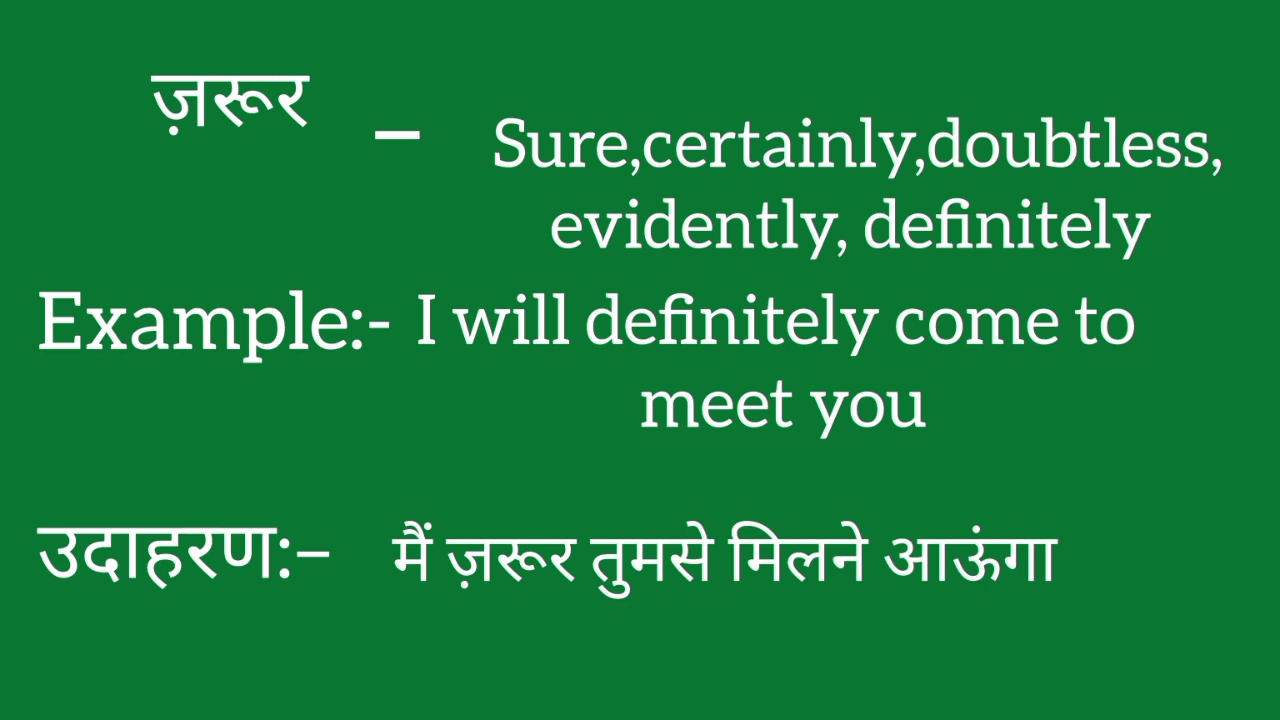 ज़रूर – Sure,certainly,doubtless,
evidently, definitely
Example:- I will definitely come to
meet you
उदाहरण:– मैं ज़रूर तुमसे मिलने आऊंगा